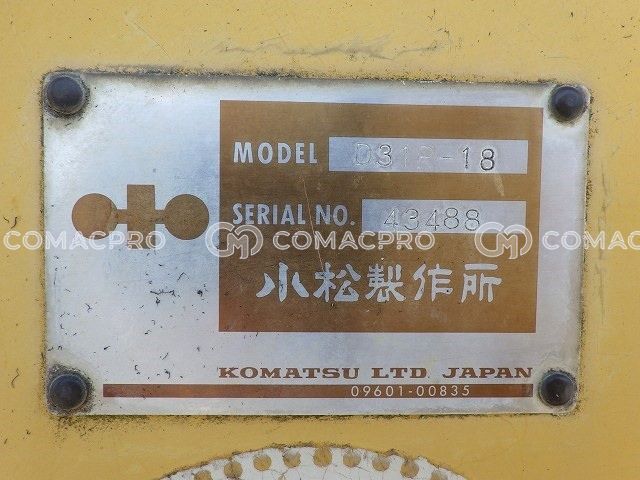 MODEL D31P-18
SERIAL NO. 43488
COMACPRO COMACPRO COMACPRO
小松製作所
KOMATSU LTD JAPAN
09601-00835